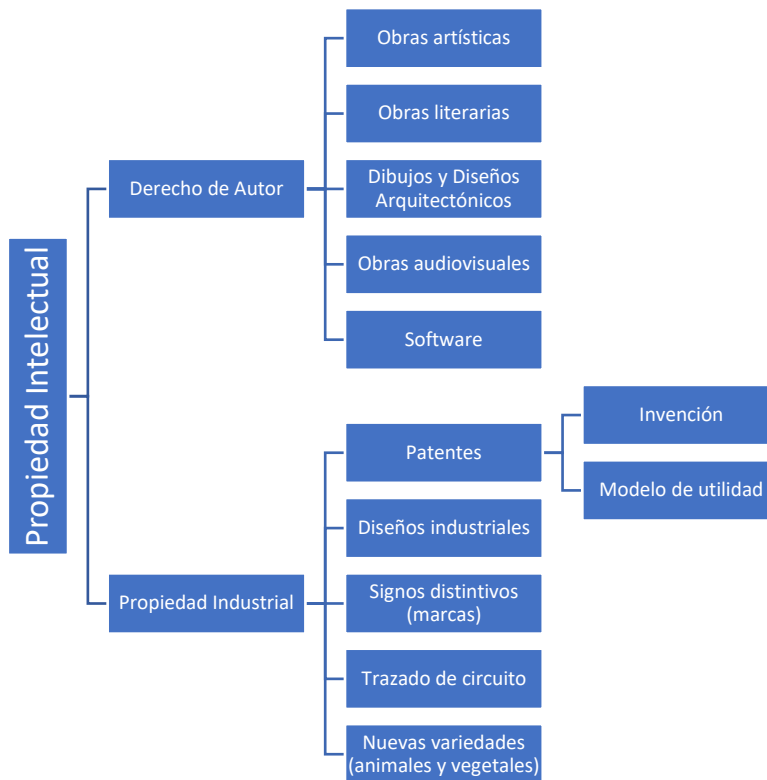 Propiedad Intelectual
Derecho de Autor
Obras artísticas
Obras literarias
Dibujos y Diseños
Arquitectónicos
Obras audiovisuales
Software
Propiedad Industrial
Patentes
Invención
Modelo de utilidad
Diseños industriales
Signos distintivos
(marcas)
Trazado de circuito
Nuevas variedades
(animales y vegetales)